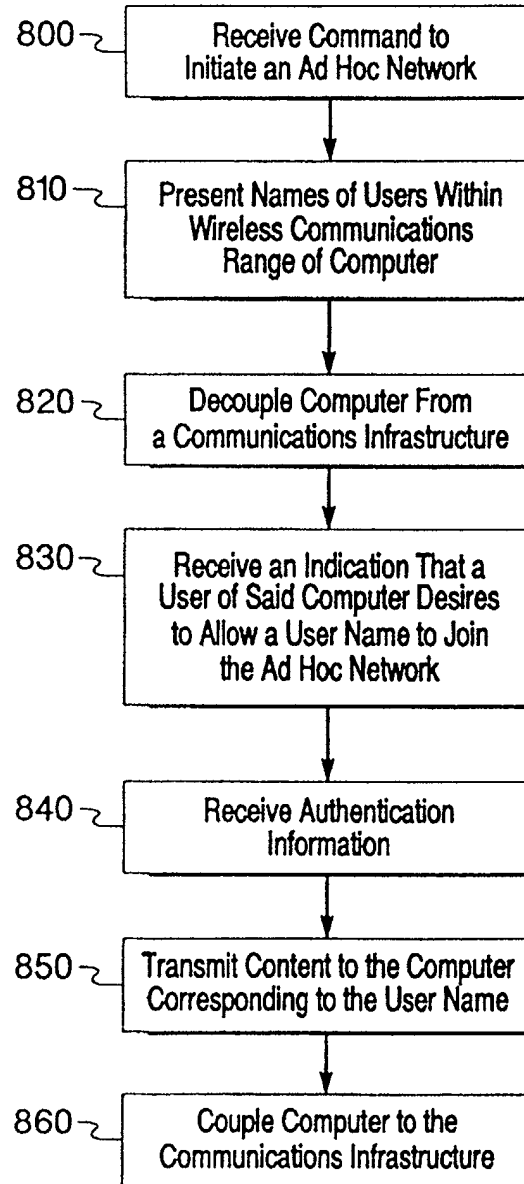 800
Receive Command to
Initiate an Ad Hoc Network
810
Present Names of Users Within
Wireless Communications
Range of Computer
820
Decouple Computer From
a Communications Infrastructure
830
Receive an Indication That a
User of Said Computer Desires
to Allow a User Name to Join
the Ad Hoc Network
840
Receive Authentication
Information
850
Transmit Content to the Computer
Corresponding to the User Name
860
Couple Computer to the
Communications Infrastructure